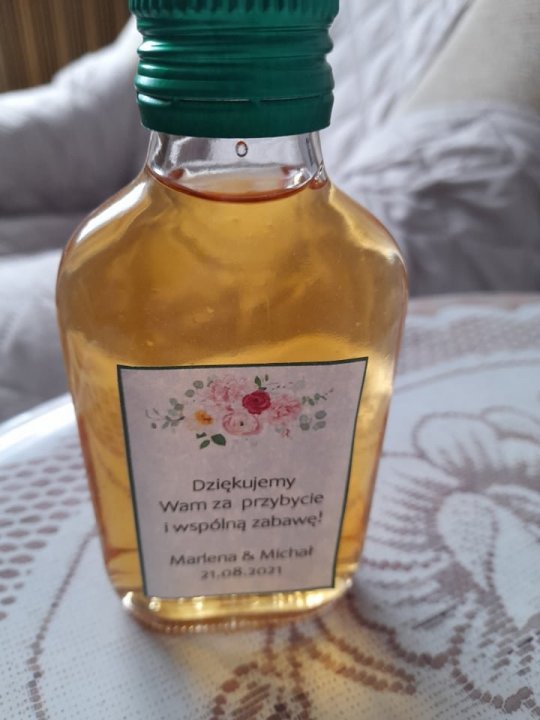 Dziękujemy
Wam za przybycie
i wspólną zabawę!
Marlena & Michał
21.08.2021